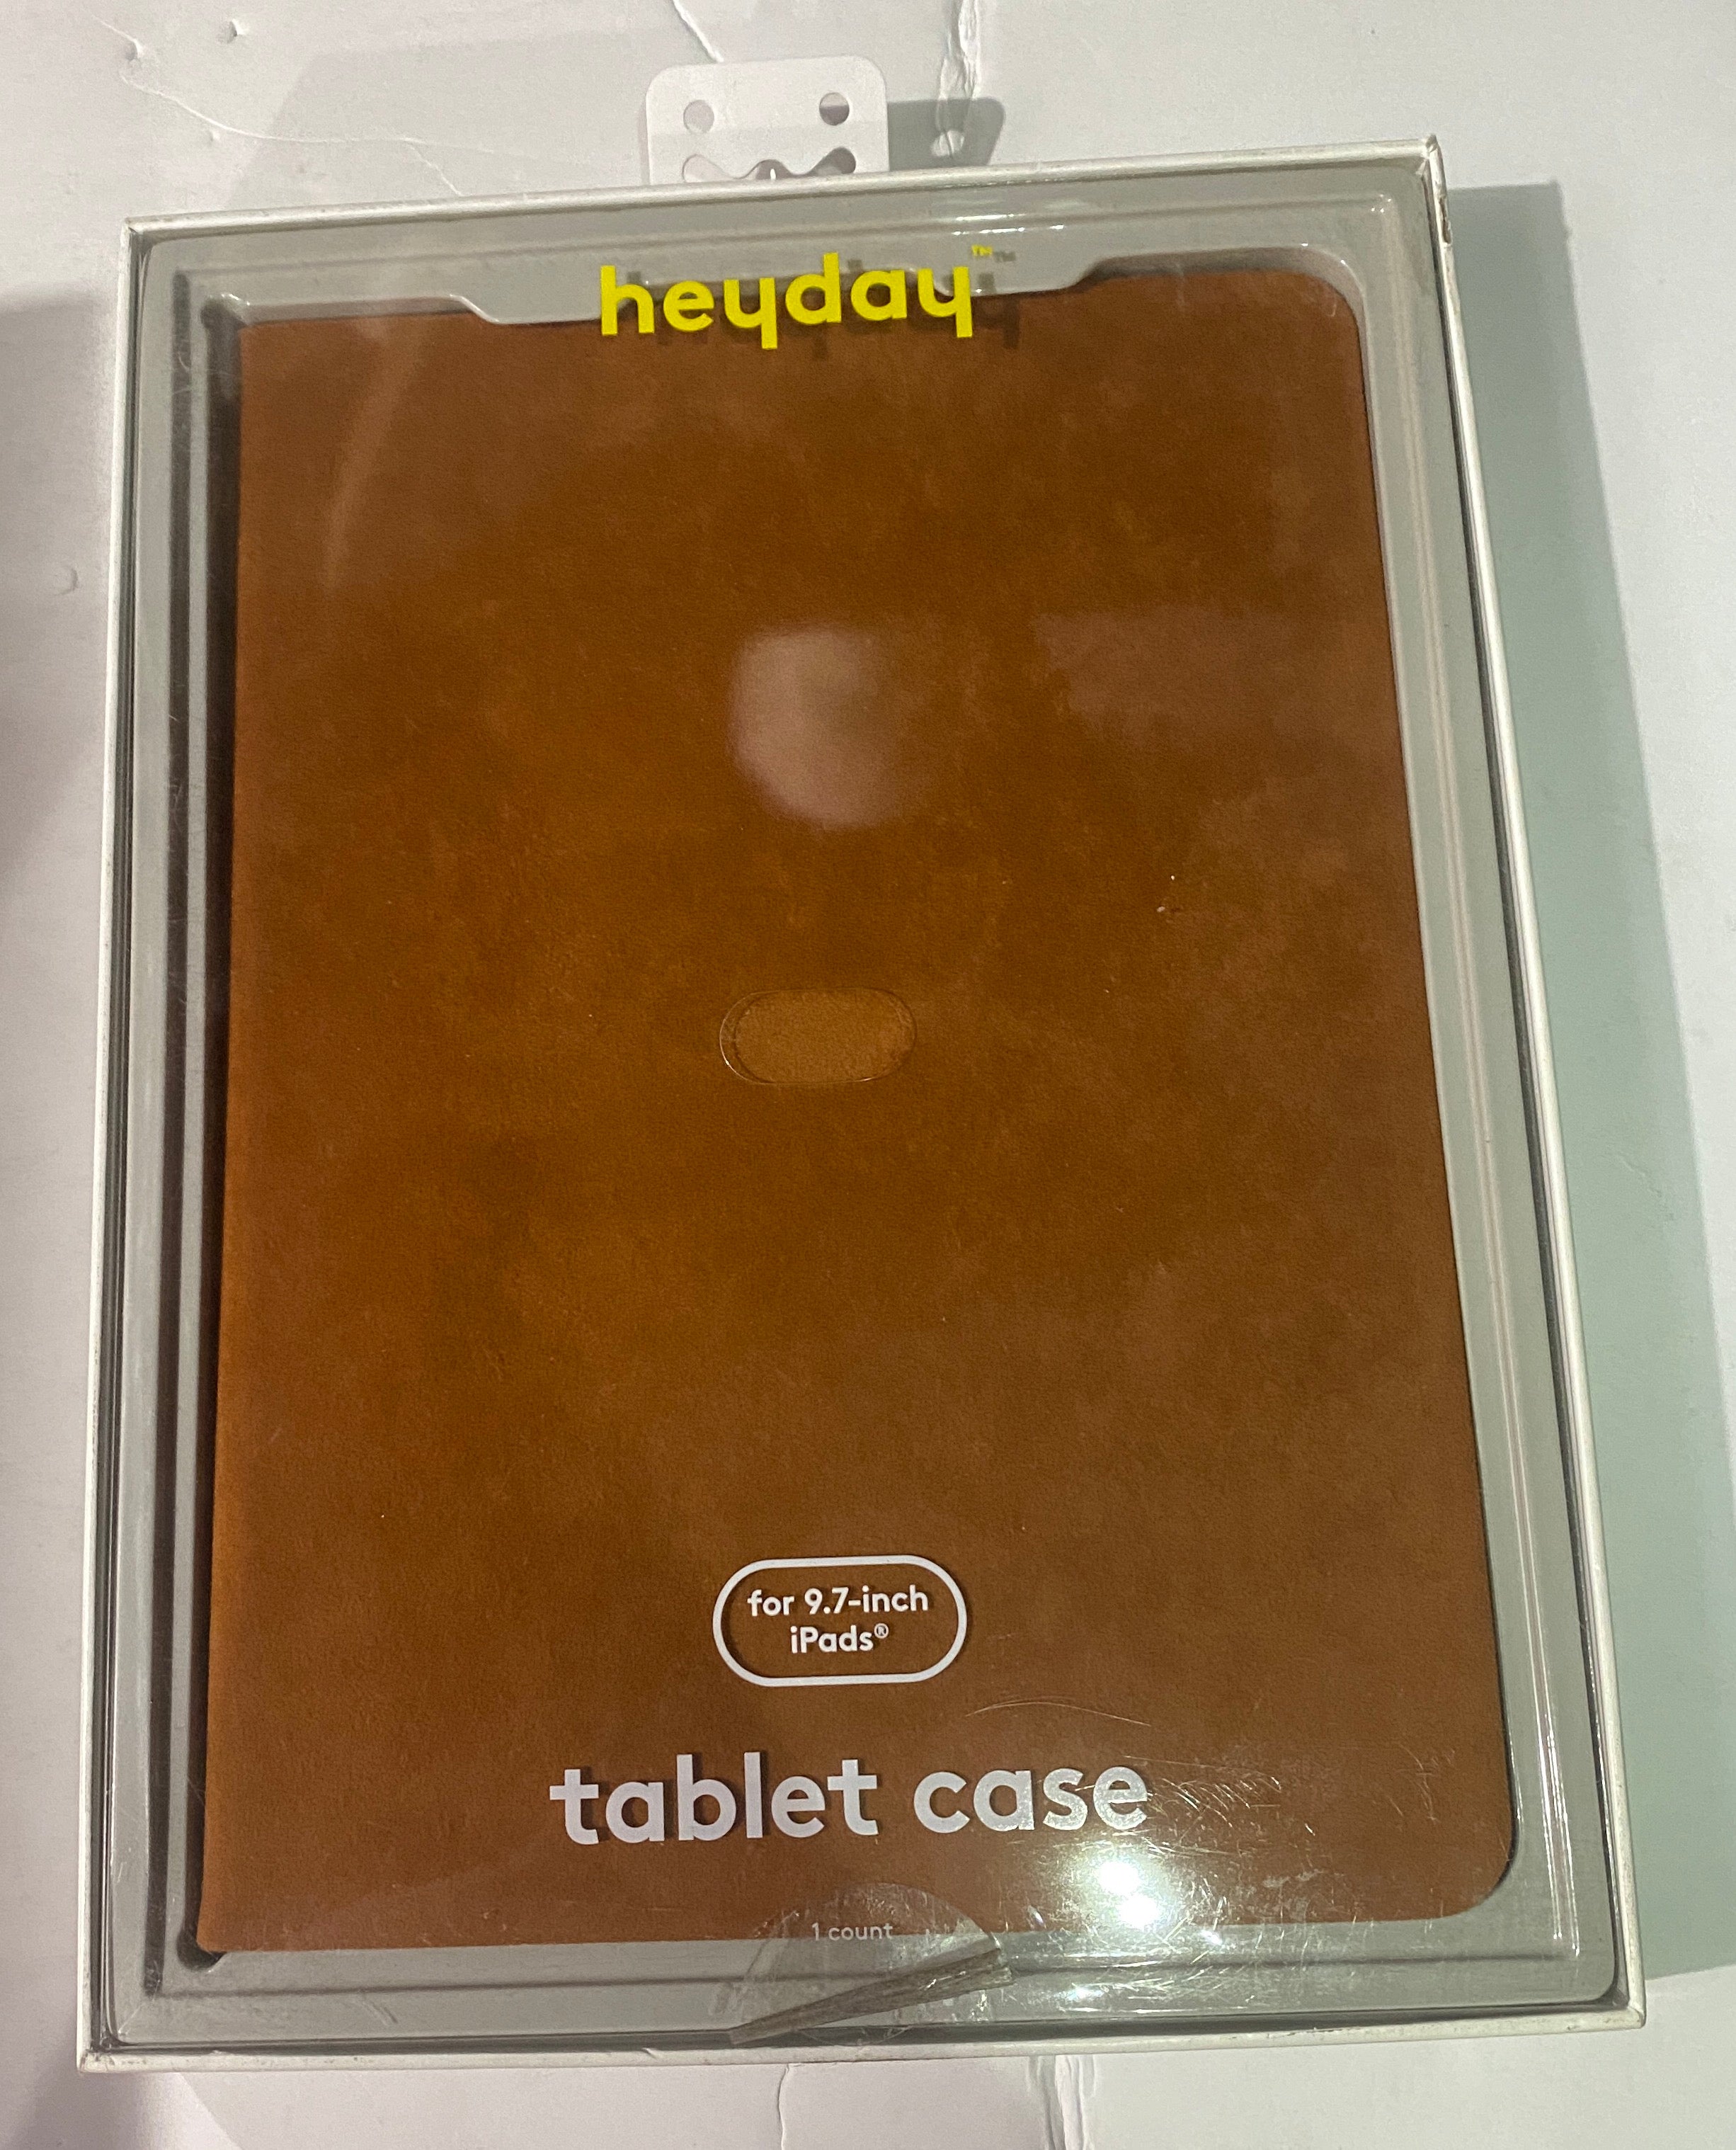 heyday™
for 9.7-inch
iPads®
tablet case
1 count